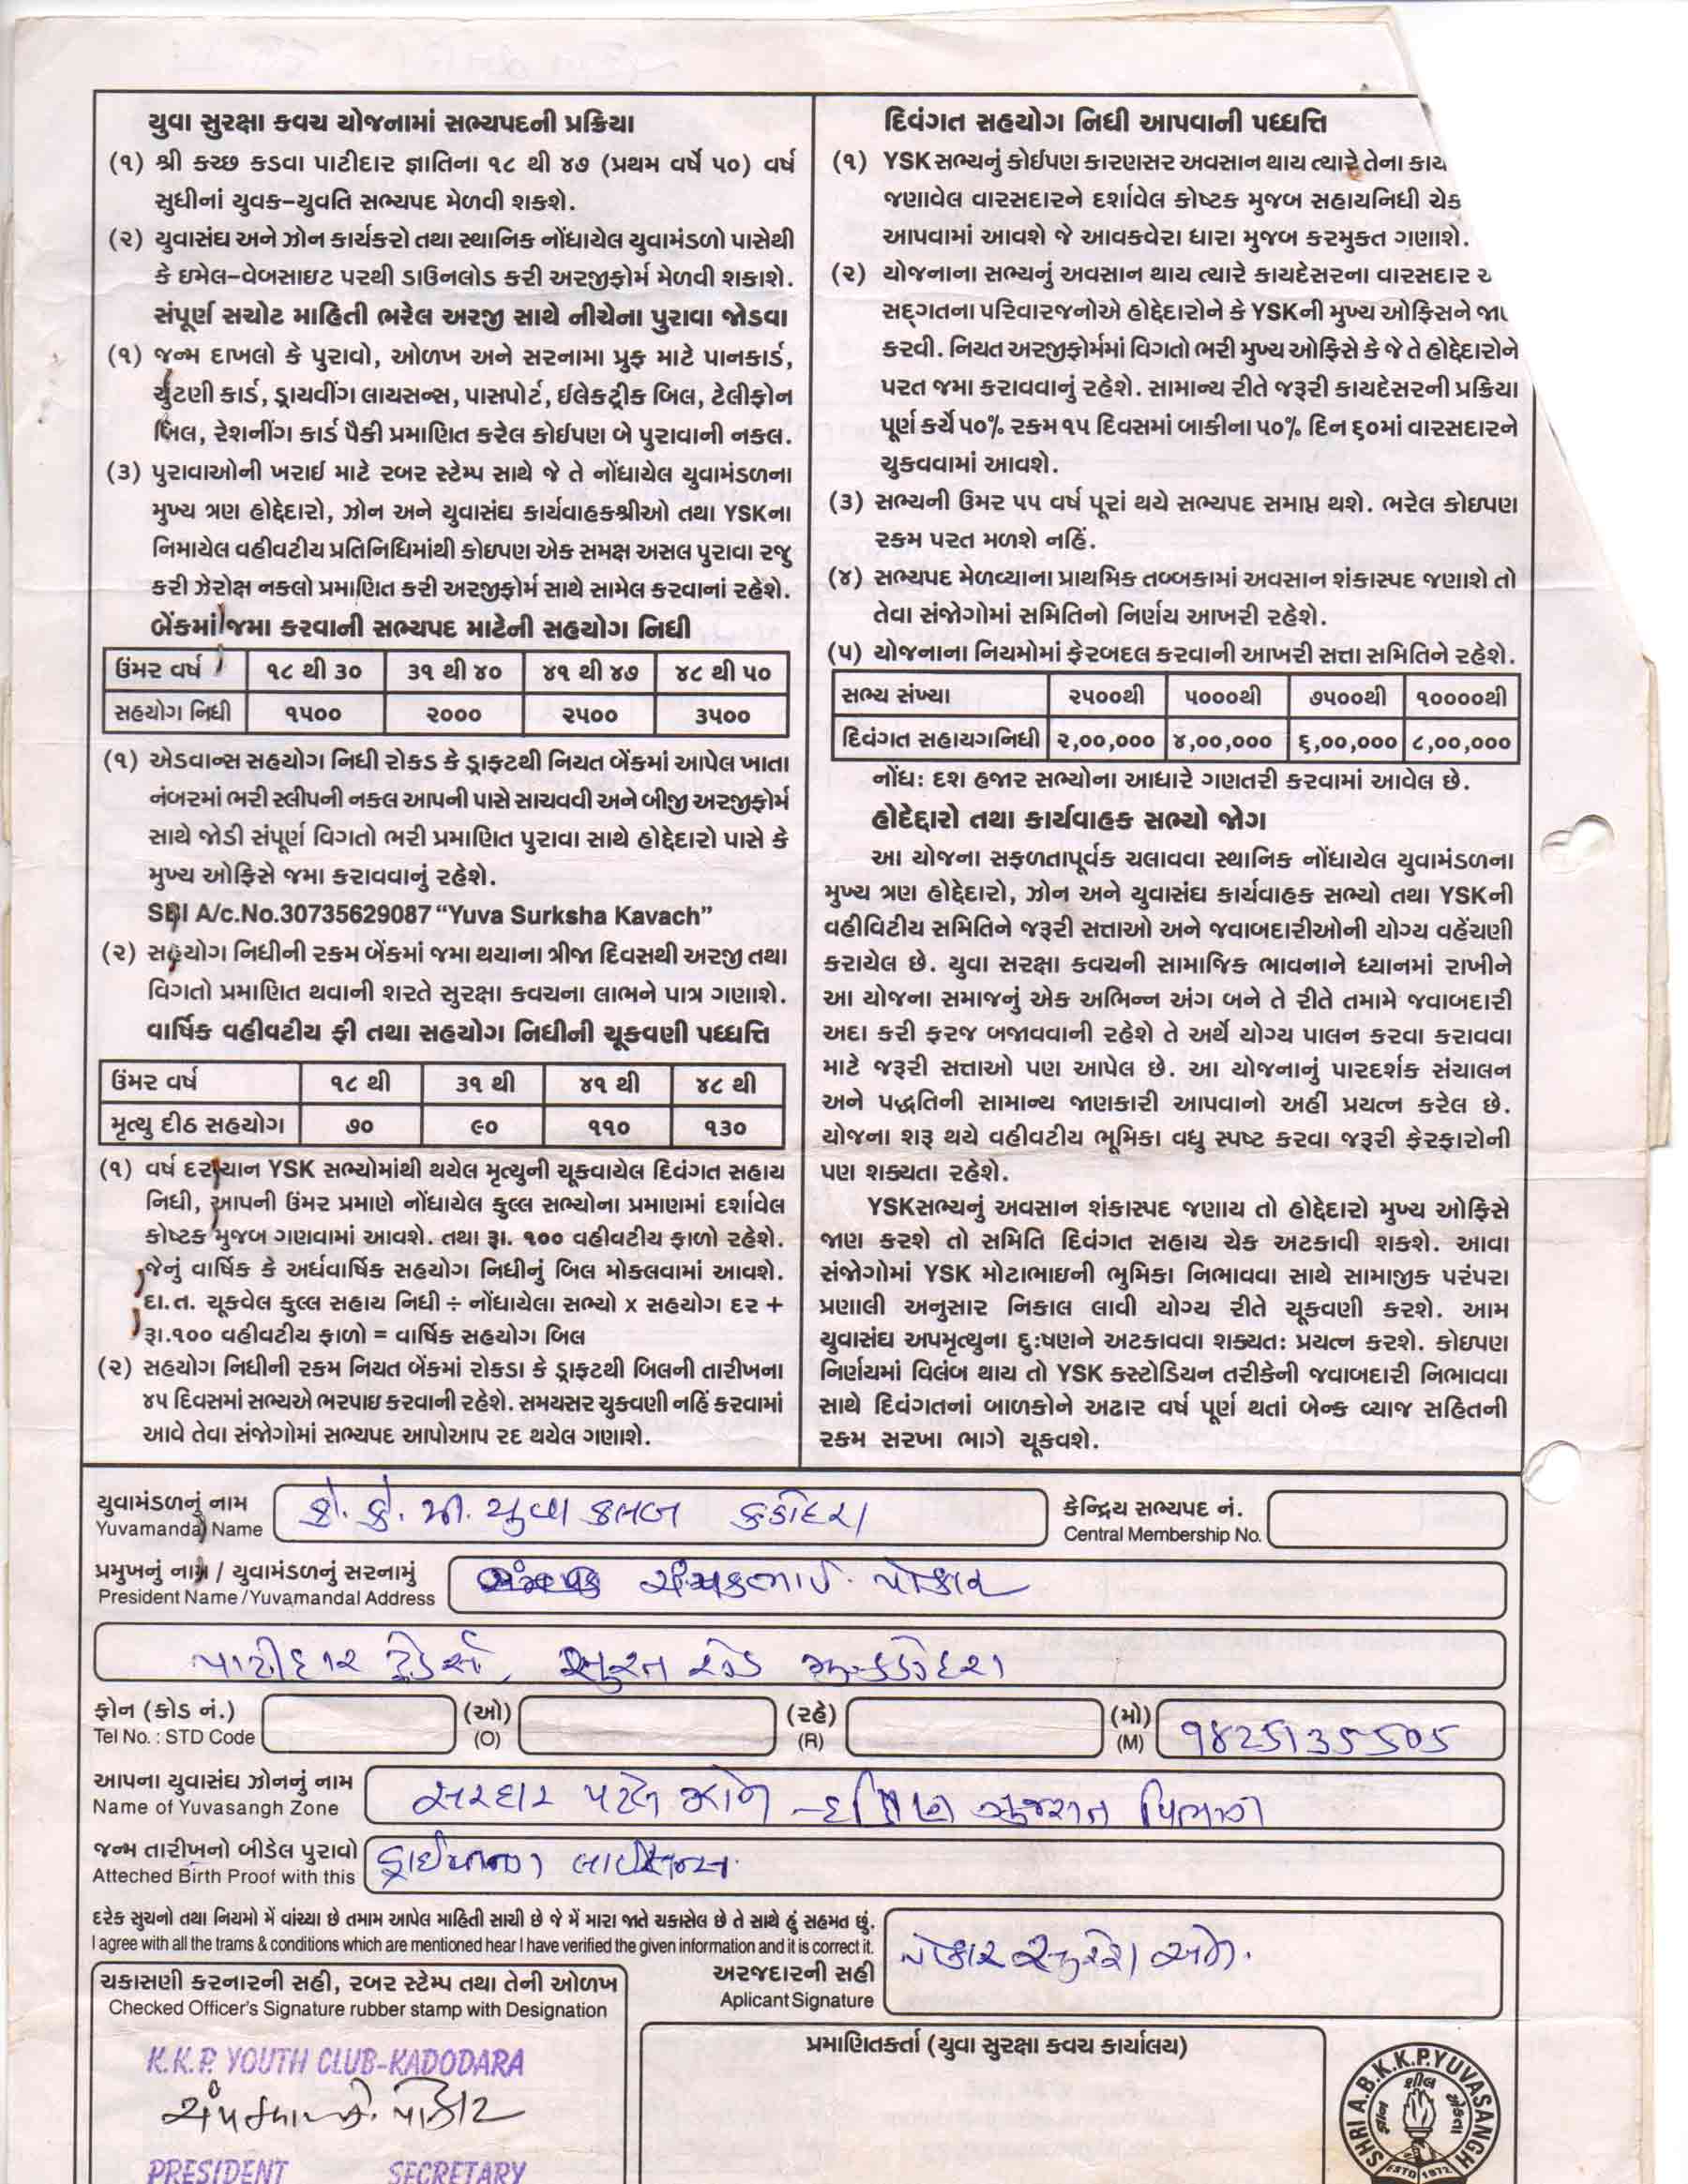 યુવા સુરક્ષા કવચ યોજનામાં સભ્યપદની પ્રક્રિયા
(૧) શ્રી કચ્છ કડવા પાટીદાર જ્ઞાતિના ૧૮ થી ૪૭ (પ્રથમ વર્ષે ૫૦) વર્ષ
સુધીનાં યુવક-યુવતિ સભ્યપદ મેળવી શકશે.
(૨) યુવાસંઘ અને ઝોન કાર્યકરો તથા સ્થાનિક નોંધાયેલ યુવામંડળો પાસેથી
કે ઇમેલ-વેબસાઇટ પરથી ડાઉનલોડ કરી અરજીફોર્મ મેળવી શકાશે.
સંપૂર્ણ સચોટ માહિતી ભરેલ અરજી સાથે નીચેના પુરાવા જોડવા
(૧) જન્મ દાખલો કે પુરાવો, ઓળખ અને સરનામા પ્રુફ માટે પાનકાર્ડ,
ચુંટણી કાર્ડ, ડ્રાયવીંગ લાયસન્સ, પાસપોર્ટ, ઈલેકટ્રીક બિલ, ટેલીફોન
બિલ, રેશનીંગ કાર્ડ પૈકી પ્રમાણિત કરેલ કોઈપણ બે પુરાવાની નકલ.
(૩) પુરાવાઓની ખરાઈ માટે રબર સ્ટેમ્પ સાથે જે તે નોંધાયેલ યુવામંડળના
મુખ્ય ત્રણ હોદ્દેદારો, ઝોન અને યુવાસંઘ કાર્યવાહકશ્રીઓ તથા YSKના
નિમાયેલ વહીવટીય પ્રતિનિધિમાંથી કોઇપણ એક સમક્ષ અસલ પુરાવા રજુ
કરી ઝેરોક્ષ નકલો પ્રમાણિત કરી અરજીફોર્મ સાથે સામેલ કરવાનાં રહેશે.
બેંકમાં જમા કરવાની સભ્યપદ માટેની સહયોગ નિધી
ઉંમર વર્ષ ૧૮ થી ૩૦ ૩૧ થી ૪૦ ૪૧ થી ૪૭ ૪૮ થી ૫૦
સહયોગ નિધી ૧૫૦૦ ૨૦૦૦ ૨૫૦૦ ૩૫૦૦
(૧) એડવાન્સ સહયોગ નિધી રોકડ કે ડ્રાફટથી નિયત બેંકમાં આપેલ ખાતા
નંબરમાં ભરી સ્લીપની નકલ આપની પાસે સાચવવી અને બીજી અરજીફોર્મ
સાથે જોડી સંપૂર્ણ વિગતો ભરી પ્રમાણિત પુરાવા સાથે હોદ્દેદારો પાસે કે
મુખ્ય ઓફિસે જમા કરાવવાનું રહેશે.
SBI A/c.No.30735629087 “Yuva Surksha Kavach”
(૨) સહયોગ નિધીની રકમ બેંકમાં જમા થયાના ત્રીજા દિવસથી અરજી તથા
વિગતો પ્રમાણિત થવાની શરતે સુરક્ષા કવચના લાભને પાત્ર ગણાશે.
વાર્ષિક વહીવટીય ફી તથા સહયોગ નિધીની ચૂકવણી પધ્ધતિ
ઉંમર વર્ષ ૧૮ થી ૩૧ થી ૪૧ થી ૪૮ થી
મૃત્યુ દીઠ સહયોગ ૭૦ ૯૦ ૧૧૦ ૧૩૦
(૧) વર્ષ દરમ્યાન YSK સભ્યોમાંથી થયેલ મૃત્યુની ચૂકવાયેલ દિવંગત સહાય
નિધી, આપની ઉંમર પ્રમાણે નોંધાયેલ કુલ્લ સભ્યોના પ્રમાણમાં દર્શાવેલ
કોષ્ટક મુજબ ગણવામાં આવશે. તથા રૂા. ૧૦૦ વહીવટીય ફાળો રહેશે.
જેનું વાર્ષિક કે અર્ધવાર્ષિક સહયોગ નિધીનું બિલ મોકલવામાં આવશે.
દા.ત. ચૂકવેલ કુલ્લ સહાય નિધી ÷ નોંધાયેલા સભ્યો x સહયોગ દર +
રૂા.૧૦૦ વહીવટીય ફાળો = વાર્ષિક સહયોગ બિલ
(૨) સહયોગ નિધીની રકમ નિયત બેંકમાં રોકડા કે ડ્રાફટથી બિલની તારીખના
૪૫ દિવસમાં સભ્યએ ભરપાઇ કરવાની રહેશે. સમયસર ચુકવણી નહિં કરવામાં
આવે તેવા સંજોગોમાં સભ્યપદ આપોઆપ રદ થયેલ ગણાશે.
દિવંગત સહયોગ નિધી આપવાની પધ્ધતિ
(૧) YSK સભ્યનું કોઈપણ કારણસર અવસાન થાય ત્યારે તેના કાય
જણાવેલ વારસદારને દર્શાવેલ કોષ્ટક મુજબ સહાયનિધી ચેક
આપવામાં આવશે જે આવકવેરા ધારા મુજબ કરમુકત ગણાશે.
(૨) યોજનાના સભ્યનું અવસાન થાય ત્યારે કાયદેસરના વારસદાર
સદ્‌ગતના પરિવારજનોએ હોદ્દેદારોને કે YSKની મુખ્ય ઓફિસને
કરવી. નિયત અરજીફોર્મમાં વિગતો ભરી મુખ્ય ઓફિસે કે જે તે હોદ્દેદારોને
પરત જમા કરાવવાનું રહેશે. સામાન્ય રીતે જરૂરી કાયદેસરની પ્રક્રિયા
પૂર્ણ કર્યે ૫૦% રકમ ૧૫ દિવસમાં બાકીના ૫૦% દિન ૬૦માં વારસદારને
ચુકવવામાં આવશે.
(૩) સભ્યની ઉમર ૫૫ વર્ષ પૂરાં થયે સભ્યપદ સમાપ્ત થશે. ભરેલ કોઇપણ
રકમ પરત મળશે નહિં.
(૪) સભ્યપદ મેળવ્યાના પ્રાથમિક તબ્બકામાં અવસાન શંકાસ્પદ જણાશે તો
તેવા સંજોગોમાં સમિતિનો નિર્ણય આખરી રહેશે.
(૫) યોજનાના નિયમોમાં ફેરબદલ કરવાની આખરી સત્તા સમિતિને રહેશે.
સભ્ય સંખ્યા ૨૫૦૦થી ૫૦૦૦થી ૭૫૦૦થી ૧૦૦૦૦થી
દિવંગત સહાયગનિધી ૨,૦૦,૦૦૦ ૪,૦૦,૦૦૦ ૬,૦૦,૦૦૦ ૮,૦૦,૦૦૦
નોંધ: દશ હજાર સભ્યોના આધારે ગણતરી કરવામાં આવેલ છે.
હોદેદ્દારો તથા કાર્યવાહક સભ્યો જોગ
આ યોજના સફળતાપૂર્વક ચલાવવા સ્થાનિક નોંધાયેલ યુવામંડળના
મુખ્ય ત્રણ હોદ્દેદારો, ઝોન અને યુવાસંઘ કાર્યવાહક સભ્યો તથા YSKની
વહીવિટીય સમિતિને જરૂરી સત્તાઓ અને જવાબદારીઓની યોગ્ય વહેંચણી
કરાયેલ છે. યુવા સરક્ષા કવચની સામાજિક ભાવનાને ધ્યાનમાં રાખીને
આ યોજના સમાજનું એક અભિન્ન અંગ બને તે રીતે તમામે જવાબદારી
અદા કરી ફરજ બજાવવાની રહેશે તે અર્થે યોગ્ય પાલન કરવા કરાવવા
માટે જરૂરી સત્તાઓ પણ આપેલ છે. આ યોજનાનું પારદર્શક સંચાલન
અને પદ્ધતિની સામાન્ય જાણકારી આપવાનો અહીં પ્રયત્ન કરેલ છે.
યોજના શરૂ થયે વહીવટીય ભૂમિકા વધુ સ્પષ્ટ કરવા જરૂરી ફેરફારોની
પણ શક્યતા રહેશે.
YSKસભ્યનું અવસાન શંકાસ્પદ જણાય તો હોદ્દેદારો મુખ્ય ઓફિસે
જાણ કરશે તો સમિતિ દિવંગત સહાય ચેક અટકાવી શકશે. આવા
સંજોગોમાં YSK મોટાભાઇની ભુમિકા નિભાવવા સાથે સામાજીક પરંપરા
પ્રણાલી અનુસાર નિકાલ લાવી યોગ્ય રીતે ચૂકવણી કરશે. આમ
યુવાસંઘ અપમૃત્યુના દુઃષણને અટકાવવા શક્યતઃ પ્રયત્ન કરશે. કોઇપણ
નિર્ણયમાં વિલંબ થાય તો YSK કસ્ટોડિયન તરીકેની જવાબદારી નિભાવવા
સાથે દિવંગતનાં બાળકોને અઢાર વર્ષ પૂર્ણ થતાં બેન્ક વ્યાજ સહિતની
રકમ સરખા ભાગે ચૂકવશે.
યુવામંડળનું નામ કે. કે. પી. યુવા કલબ કડોદરા કેન્દ્રિય સભ્યપદ નં.
Yuvamandal Name Central Membership No.
પ્રમુખનું નામ / યુવામંડળનું સરનામું ચંપકભાઈ પોકાર
President Name /Yuvamandal Address
પાટીદાર ટ્રેડર્સ, સુરત રોડ મુ. કડોદરા
ફોન (કોડ નં.) (ઓ) (રહે) (મો) ૧૪25135505
Tel No. : STD Code (O) (R) (M)
આપના યુવાસંઘ ઝોનનું નામ સરદાર પટેલ ઝોન - દક્ષિણ ગુજરાત વિભાગ
Name of Yuvasangh Zone
જન્મ તારીખનો બીડેલ પુરાવો ડ્રાઈવીંગ લાઈસન્સ
Atteched Birth Proof with this
દરેક સુચનો તથા નિયમો મેં વાંચ્યા છે તમામ આપેલ માહિતી સાચી છે જે મેં મારા જાતે ચકાસેલ છે તે સાથે હું સહમત છું.
I agree with all the trams & conditions which are mentioned hear I have verified the given information and it is correct it.
અરજદારની સહી પોકાર સુરેશ એમ.
Aplicant Signature
ચકાસણી કરનારની સહી, રબર સ્ટેમ્પ તથા તેની ઓળખ
Checked Officer's Signature rubber stamp with Designation
K.K.P. YOUTH CLUB-KADODARA
PRESIDENT SECRETARY
પ્રમાણિતકર્તા (યુવા સુરક્ષા કવચ કાર્યાલય)
SHRI A.B.K.K.P.YUVASANGH
ESTD 1972